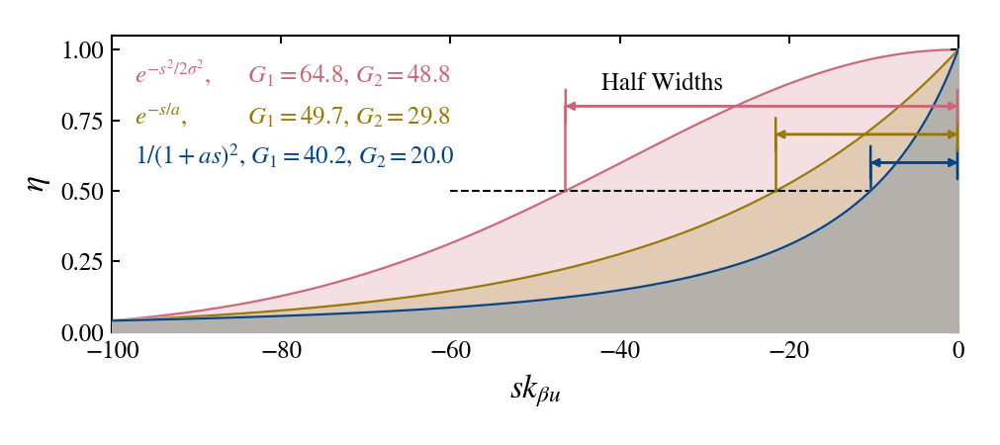 1.00
0.75
0.50
0.25
0.00
η
e^{-s^2/2σ^2}, G_1 = 64.8, G_2 = 48.8
e^{-s/a}, G_1 = 49.7, G_2 = 29.8
1/(1 + as)^2, G_1 = 40.2, G_2 = 20.0
Half Widths
−100 −80 −60 −40 −20 0
sk_{βu}